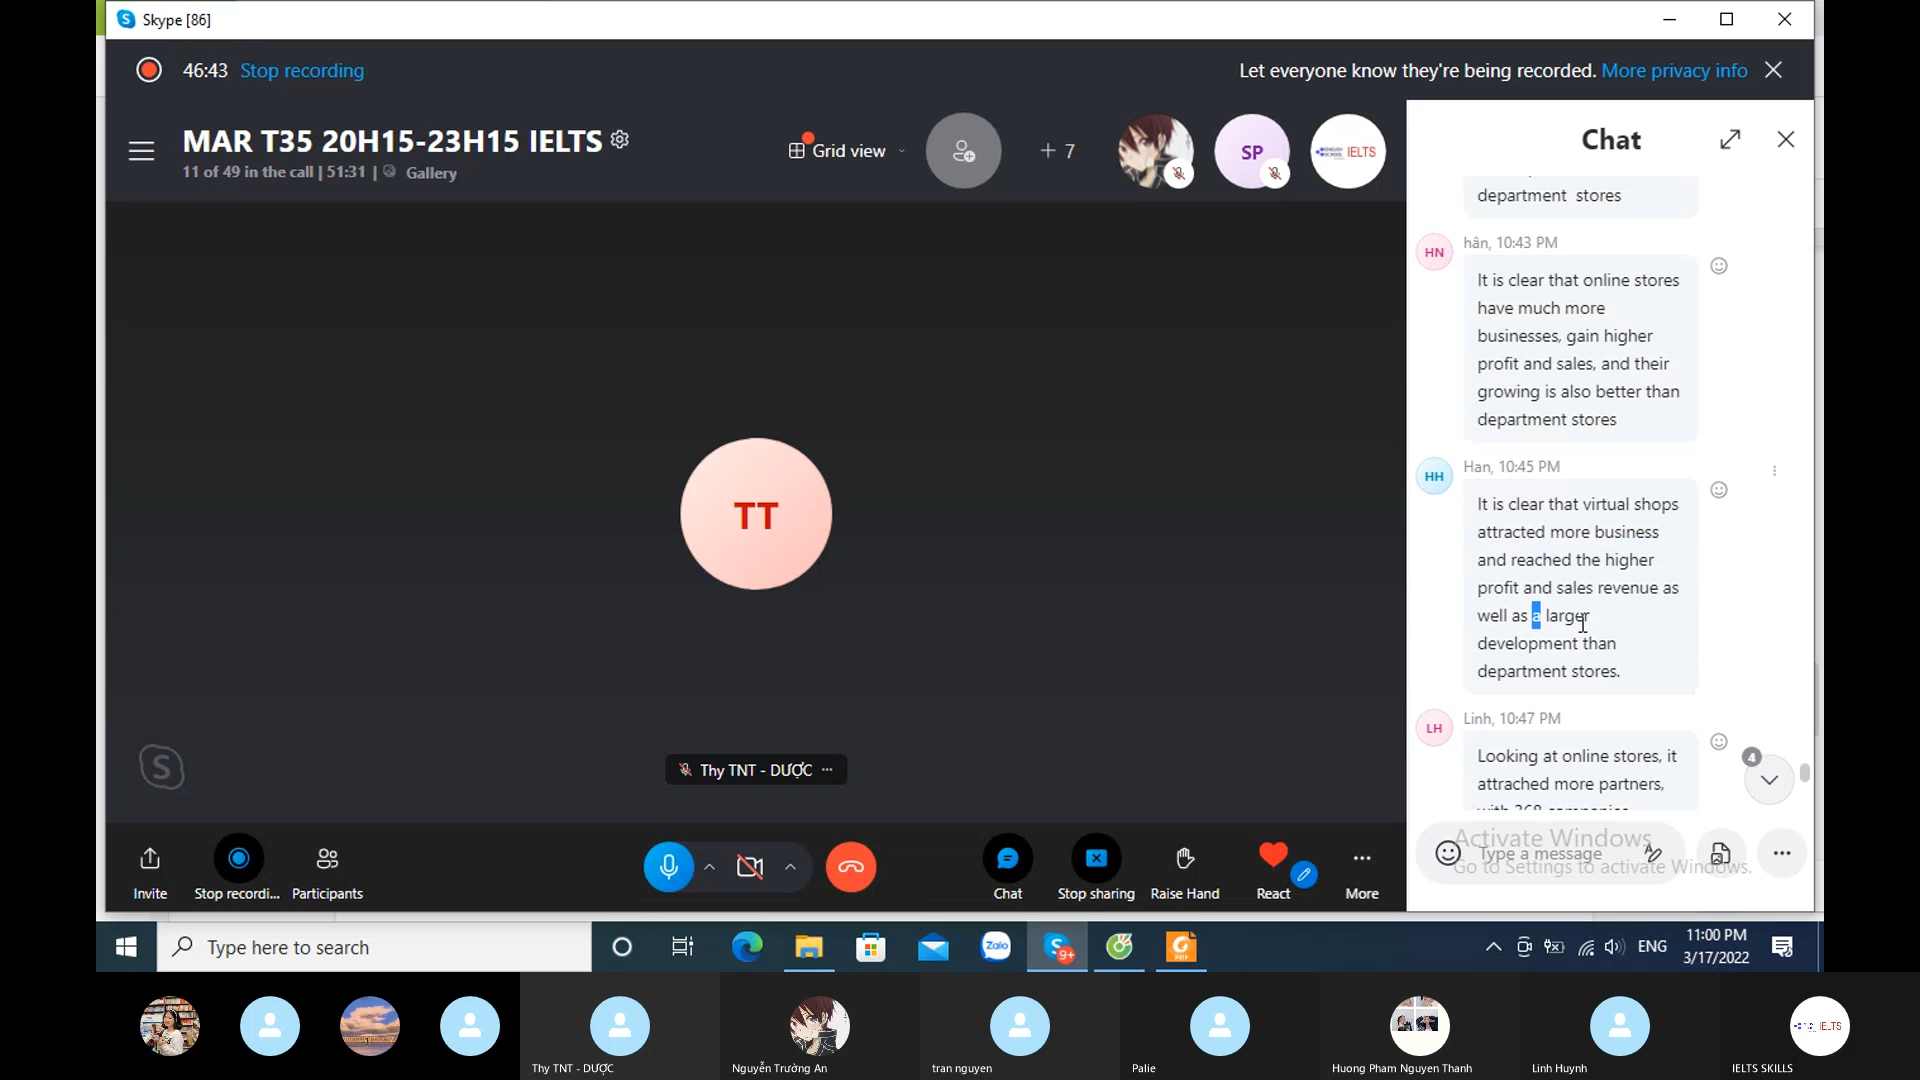 Skype [86]
46:43 Stop recording
Let everyone know they're being recorded. More privacy info
MAR T35 20H15-23H15 IELTS
11 of 49 in the call | 51:31 | Gallery
Grid view
+ 7
SP
IELTS
Chat
department stores
HN
hân, 10:43 PM
It is clear that online stores
have much more
businesses, gain higher
profit and sales, and their
growing is also better than
department stores
HH
Han, 10:45 PM
It is clear that virtual shops
attracted more business
and reached the higher
profit and sales revenue as
well as a larger
development than
department stores.
LH
Linh, 10:47 PM
Looking at online stores, it
attrached more partners,
4
TT
Thy TNT - DƯỢC
Activate Windows
Type a message
Go to Settings to activate Windows.
Invite
Stop recordi...
Participants
Chat
Stop sharing
Raise Hand
React
More
Type here to search
Zalo
9+
PDF
ENG
11:00 PM
3/17/2022
Thy TNT - DƯỢC
Nguyễn Trường An
tran nguyen
Palie
Huong Pham Nguyen Thanh
Linh Huynh
IELTS SKILLS